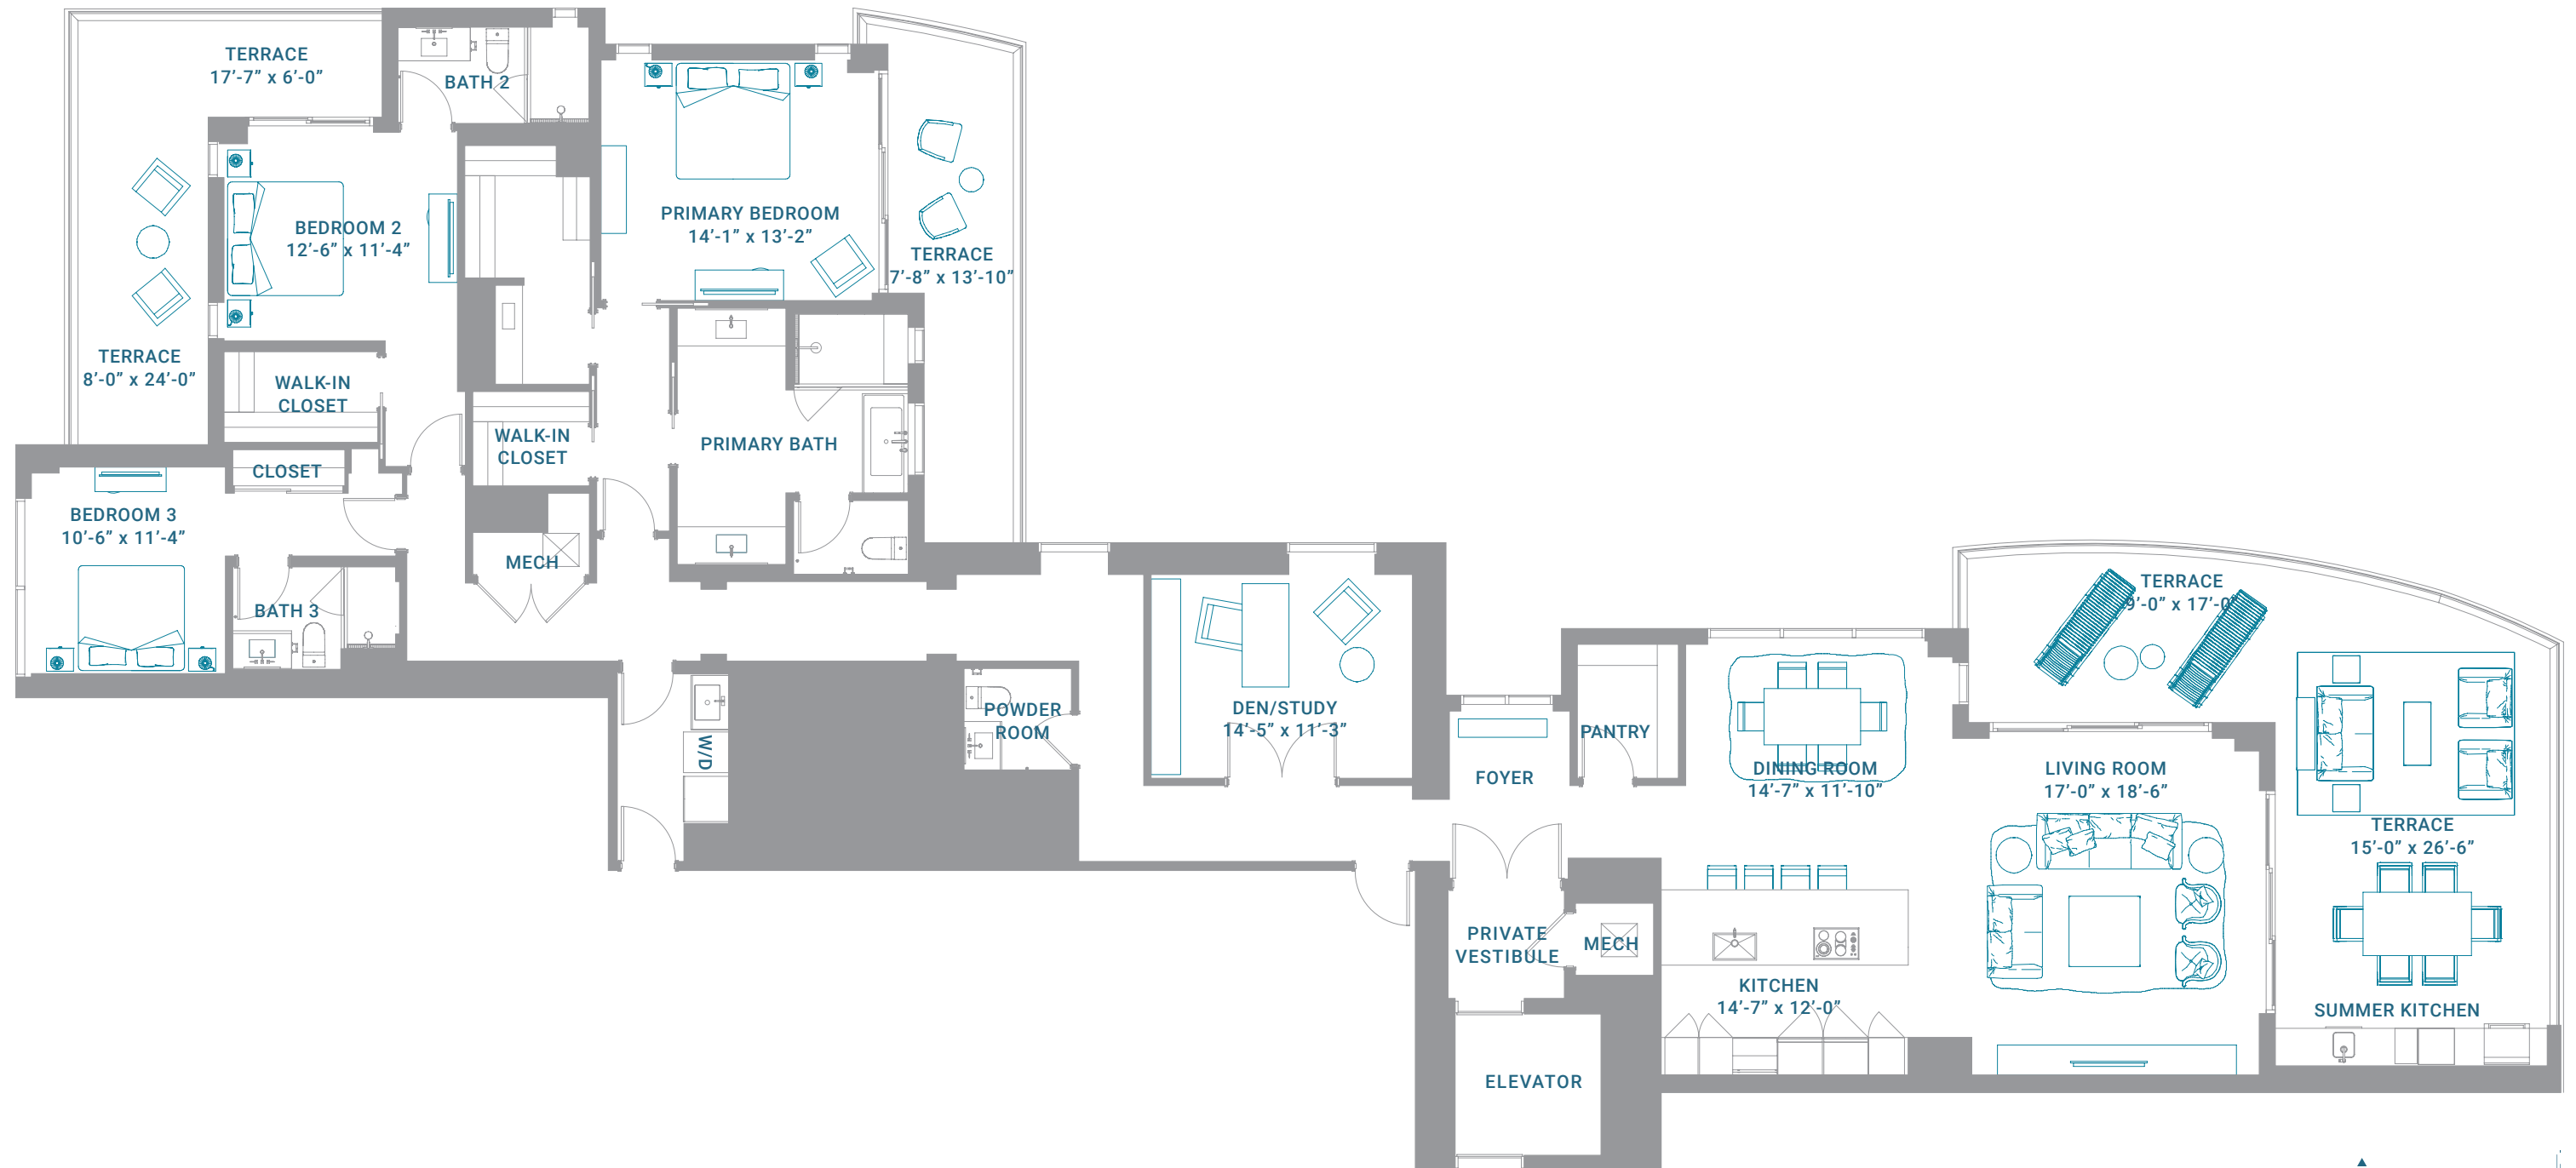 TERRACE
17’-7” x 6’-0”
BATH 2
BEDROOM 2
12’-6” x 11’-4”
PRIMARY BEDROOM
14’-1” x 13’-2”
TERRACE
7’-8” x 13’-10”
TERRACE
8’-0” x 24’-0”
WALK-IN
CLOSET
WALK-IN
CLOSET
PRIMARY BATH
CLOSET
BEDROOM 3
10’-6” x 11’-4”
MECH
BATH 3
W/D
POWDER
ROOM
DEN/STUDY
14’-5” x 11’-3”
FOYER
PANTRY
DINING ROOM
14’-7” x 11’-10”
LIVING ROOM
17’-0” x 18’-6”
TERRACE
9’-0” x 17’-0”
TERRACE
15’-0” x 26’-6”
PRIVATE
VESTIBULE
MECH
KITCHEN
14’-7” x 12’-0”
SUMMER KITCHEN
ELEVATOR